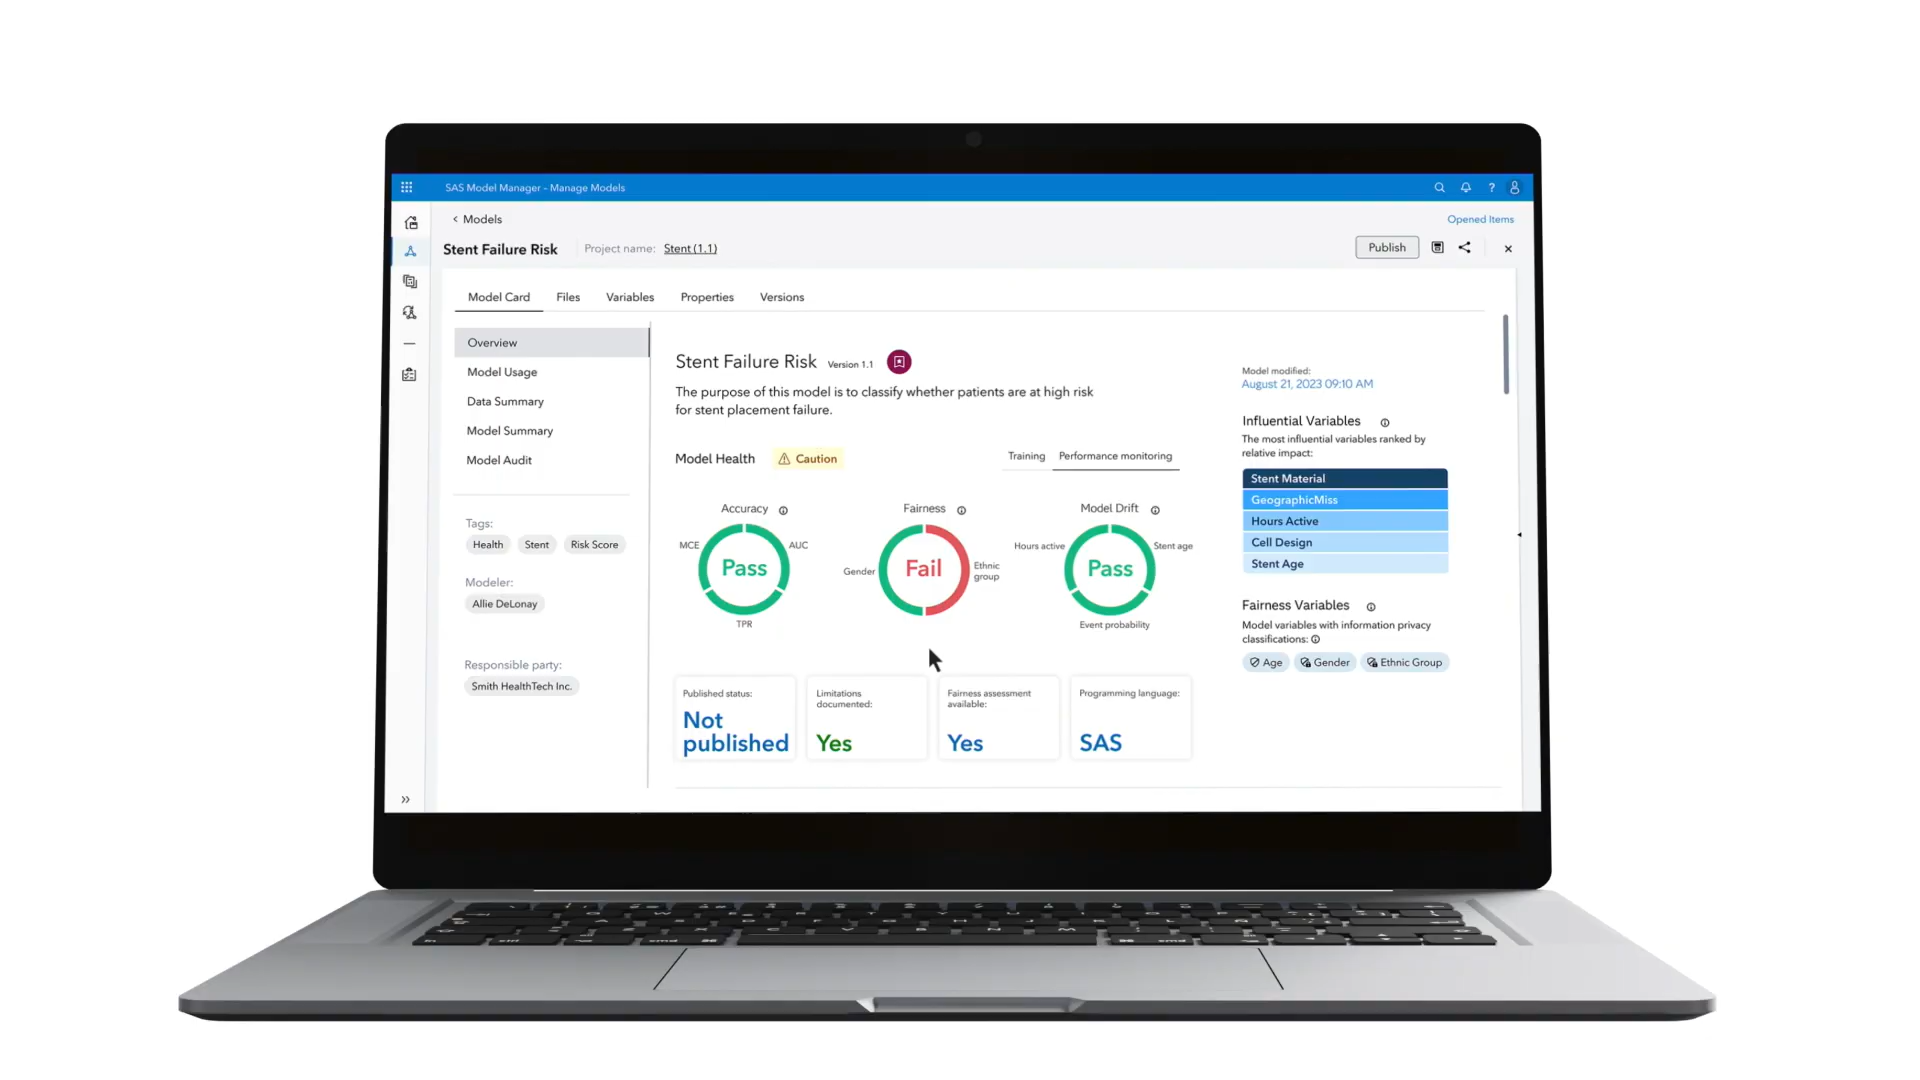 SAS Model Manager - Manage Models
?
< Models
Opened Items
Stent Failure Risk
Project name: Stent (1.1)
Publish
Model Card
Files
Variables
Properties
Versions
Overview
Model Usage
Data Summary
Model Summary
Model Audit
Tags:
Health
Stent
Risk Score
Modeler:
Allie DeLonay
Responsible party:
Smith HealthTech Inc.
Stent Failure Risk Version 1.1
The purpose of this model is to classify whether patients are at high risk
for stent placement failure.
Model Health
Caution
Training
Performance monitoring
Accuracy
MCE
AUC
Pass
TPR
Fairness
Gender
Fail
Ethnic
group
Model Drift
Hours active
Stent age
Pass
Event probability
Published status:
Not
published
Limitations
documented:
Yes
Fairness assessment
available:
Yes
Programming language:
SAS
Model modified:
August 21, 2023 09:10 AM
Influential Variables
The most influential variables ranked by
relative impact:
Stent Material
GeographicMiss
Hours Active
Cell Design
Stent Age
Fairness Variables
Model variables with information privacy
classifications:
Age
Gender
Ethnic Group